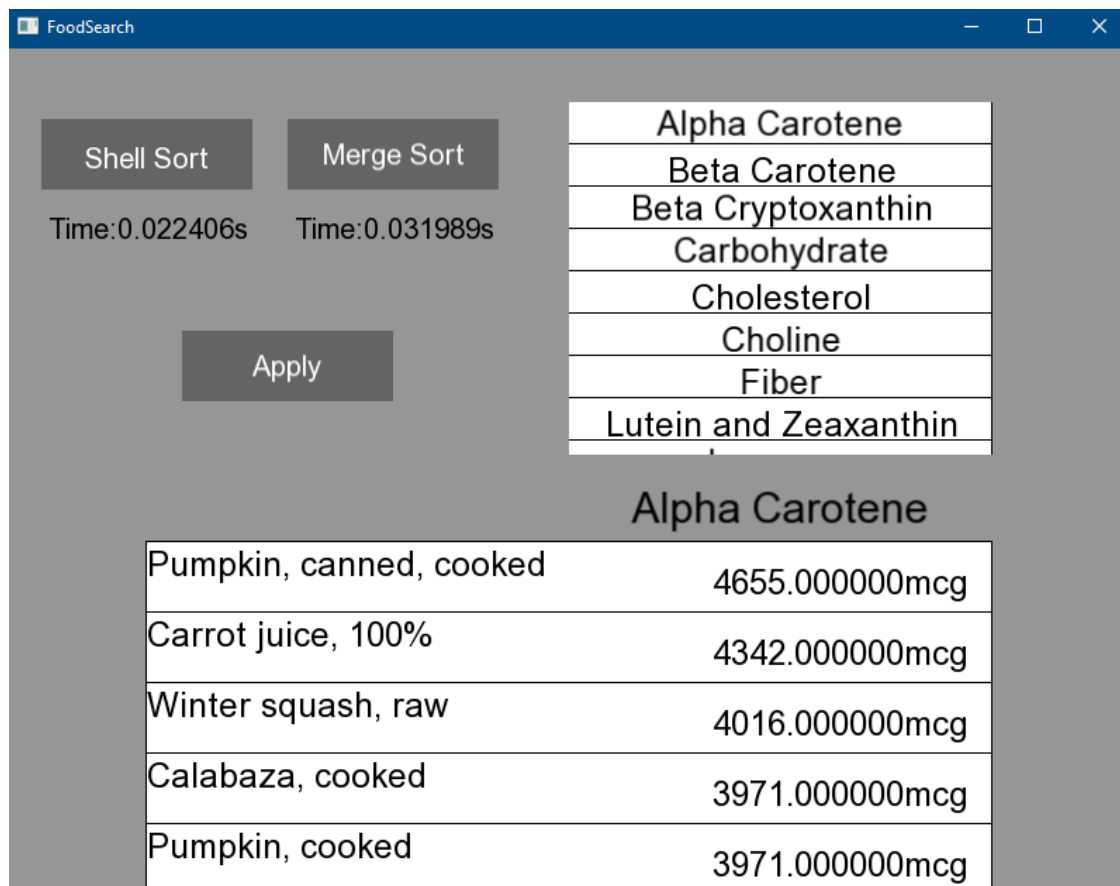 FoodSearch
Shell Sort
Merge Sort
Time:0.022406s
Time:0.031989s
Apply
Alpha Carotene
Beta Carotene
Beta Cryptoxanthin
Carbohydrate
Cholesterol
Choline
Fiber
Lutein and Zeaxanthin
Alpha Carotene
Pumpkin, canned, cooked 4655.000000mcg
Carrot juice, 100% 4342.000000mcg
Winter squash, raw 4016.000000mcg
Calabaza, cooked 3971.000000mcg
Pumpkin, cooked 3971.000000mcg